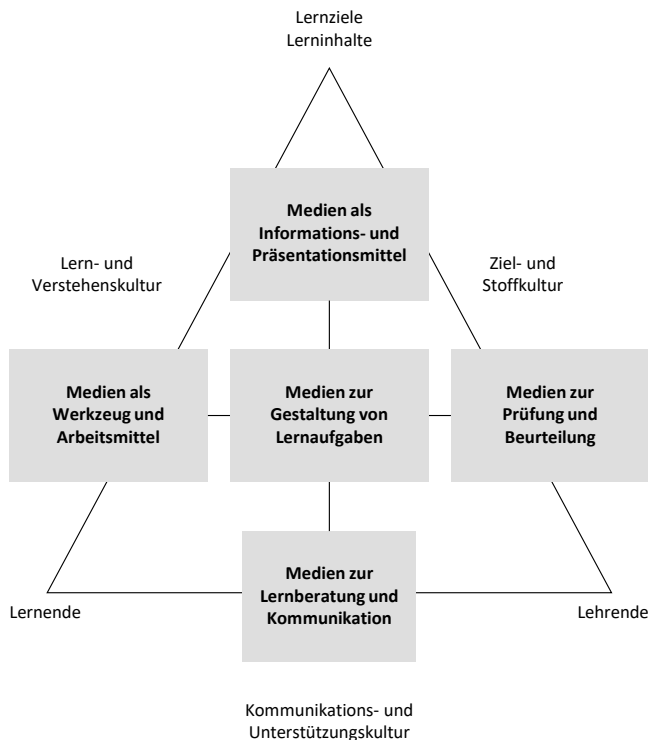 Lernziele
Lerninhalte
Medien als
Informations- und
Präsentationsmittel
Lern- und
Verstehenskultur
Ziel- und
Stoffkultur
Medien als
Werkzeug und
Arbeitsmittel
Medien zur
Gestaltung von
Lernaufgaben
Medien zur
Prüfung und
Beurteilung
Medien zur
Lernberatung und
Kommunikation
Lernende
Lehrende
Kommunikations- und
Unterstützungskultur